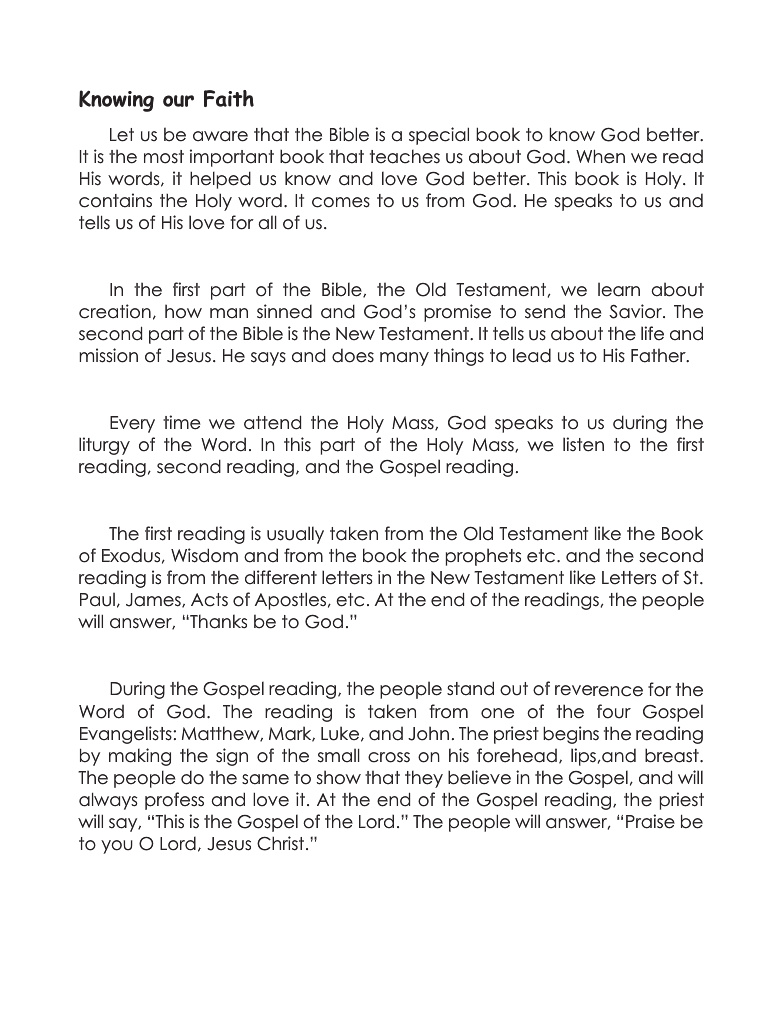 Knowing our Faith
Let us be aware that the Bible is a special book to know God better.
It is the most important book that teaches us about God. When we read
His words, it helped us know and love God better. This book is Holy. It
contains the Holy word. It comes to us from God. He speaks to us and
tells us of His love for all of us.
In the first part of the Bible, the Old Testament, we learn about
creation, how man sinned and God's promise to send the Savior. The
second part of the Bible is the New Testament. It tells us about the life and
mission of Jesus. He says and does many things to lead us to His Father.
Every time we attend the Holy Mass, God speaks to us during the
liturgy of the Word. In this part of the Holy Mass, we listen to the first
reading, second reading, and the Gospel reading.
The first reading is usually taken from the Old Testament like the Book
of Exodus, Wisdom and from the book the prophets etc. and the second
reading is from the different letters in the New Testament like Letters of St.
Paul, James, Acts of Apostles, etc. At the end of the readings, the people
will answer, “Thanks be to God.”
During the Gospel reading, the people stand out of reverence for the
Word of God. The reading is taken from one of the four Gospel
Evangelists: Matthew, Mark, Luke, and John. The priest begins the reading
by making the sign of the small cross on his forehead, lips,and breast.
The people do the same to show that they believe in the Gospel, and will
always profess and love it. At the end of the Gospel reading, the priest
will say, “This is the Gospel of the Lord.” The people will answer, “Praise be
to you O Lord, Jesus Christ.”